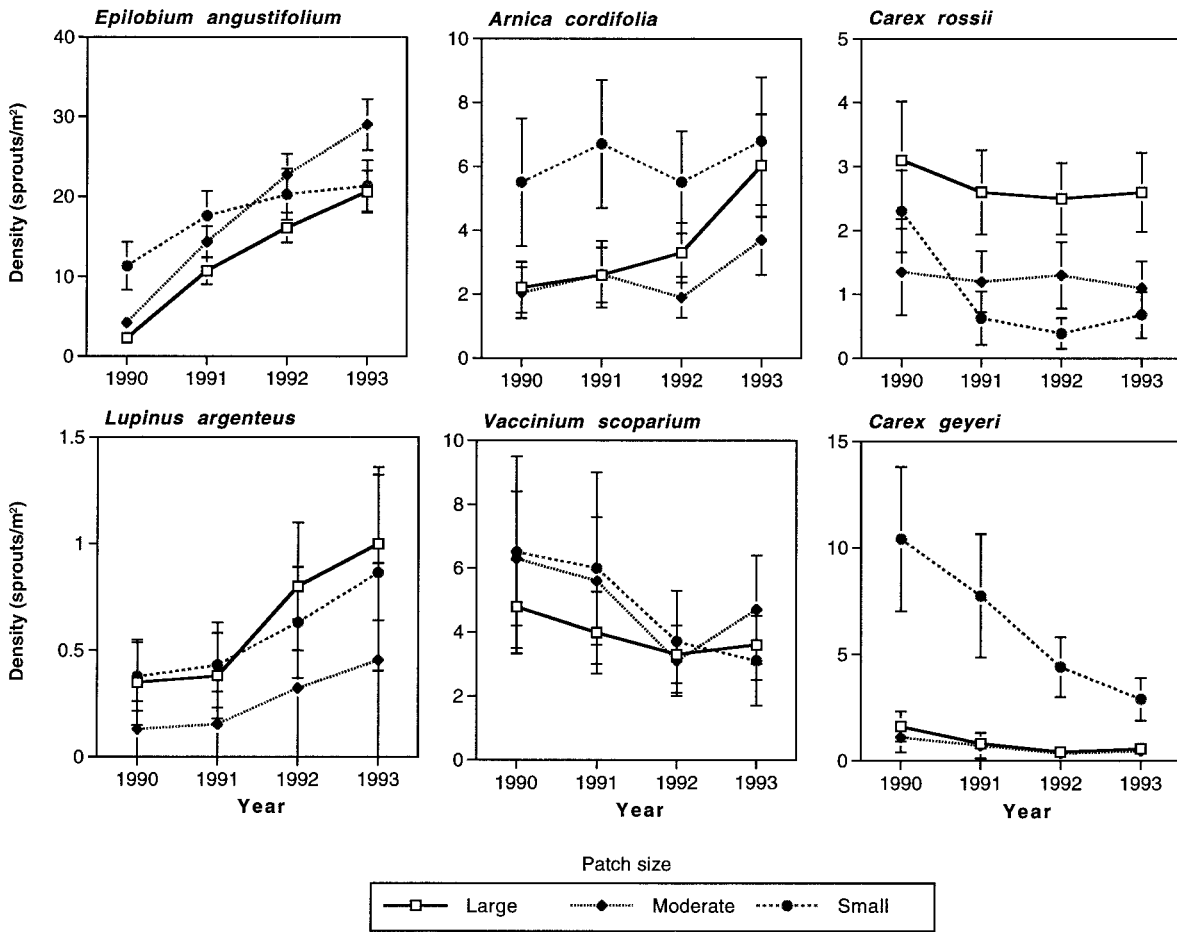 Epilobium angustifolium
Arnica cordifolia
Carex rossii
Density (sprouts/m²)
40
30
20
10
0
1990 1991 1992 1993
10
8
6
4
2
0
1990 1991 1992 1993
5
4
3
2
1
0
1990 1991 1992 1993
Lupinus argenteus
Vaccinium scoparium
Carex geyeri
Density (sprouts/m²)
1.5
1
0.5
0
1990 1991 1992 1993
Year
10
8
6
4
2
0
1990 1991 1992 1993
Year
15
10
5
0
1990 1991 1992 1993
Year
Patch size
Large Moderate Small